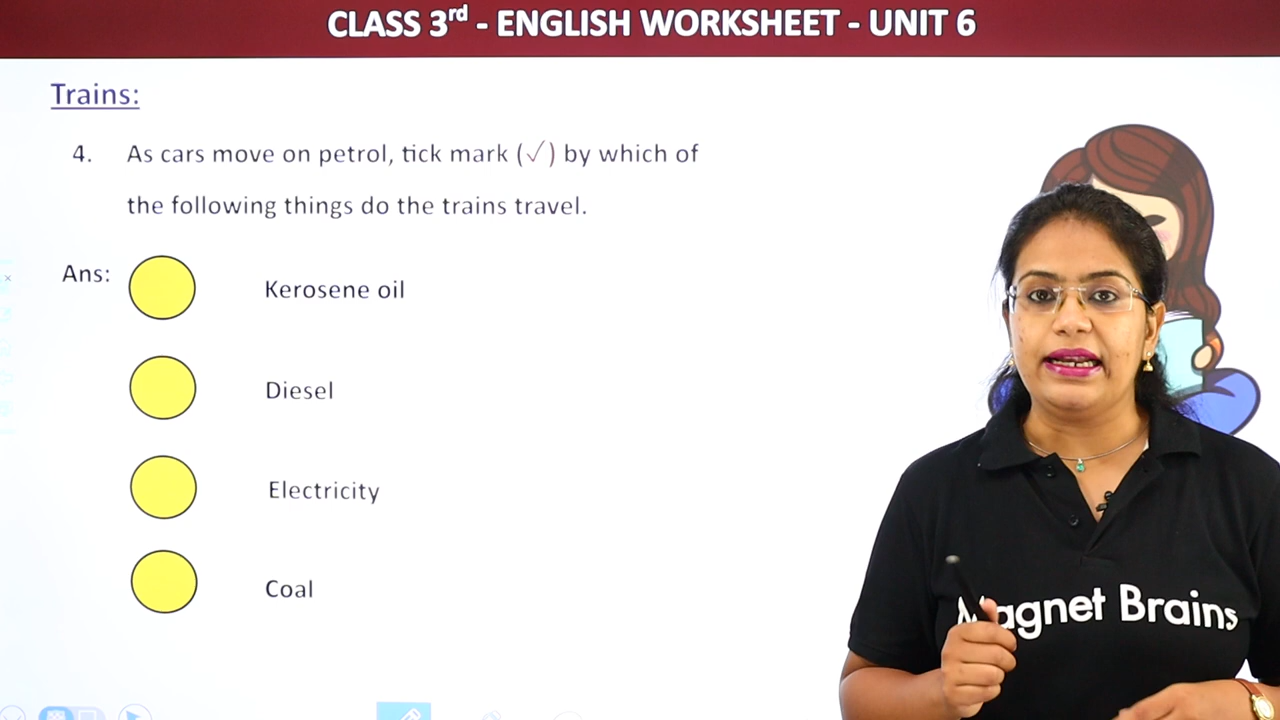 CLASS 3rd - ENGLISH WORKSHEET - UNIT 6
Trains:
4. As cars move on petrol, tick mark (✓) by which of
the following things do the trains travel.
Ans: Kerosene oil
Diesel
Electricity
Coal
Magnet Brains